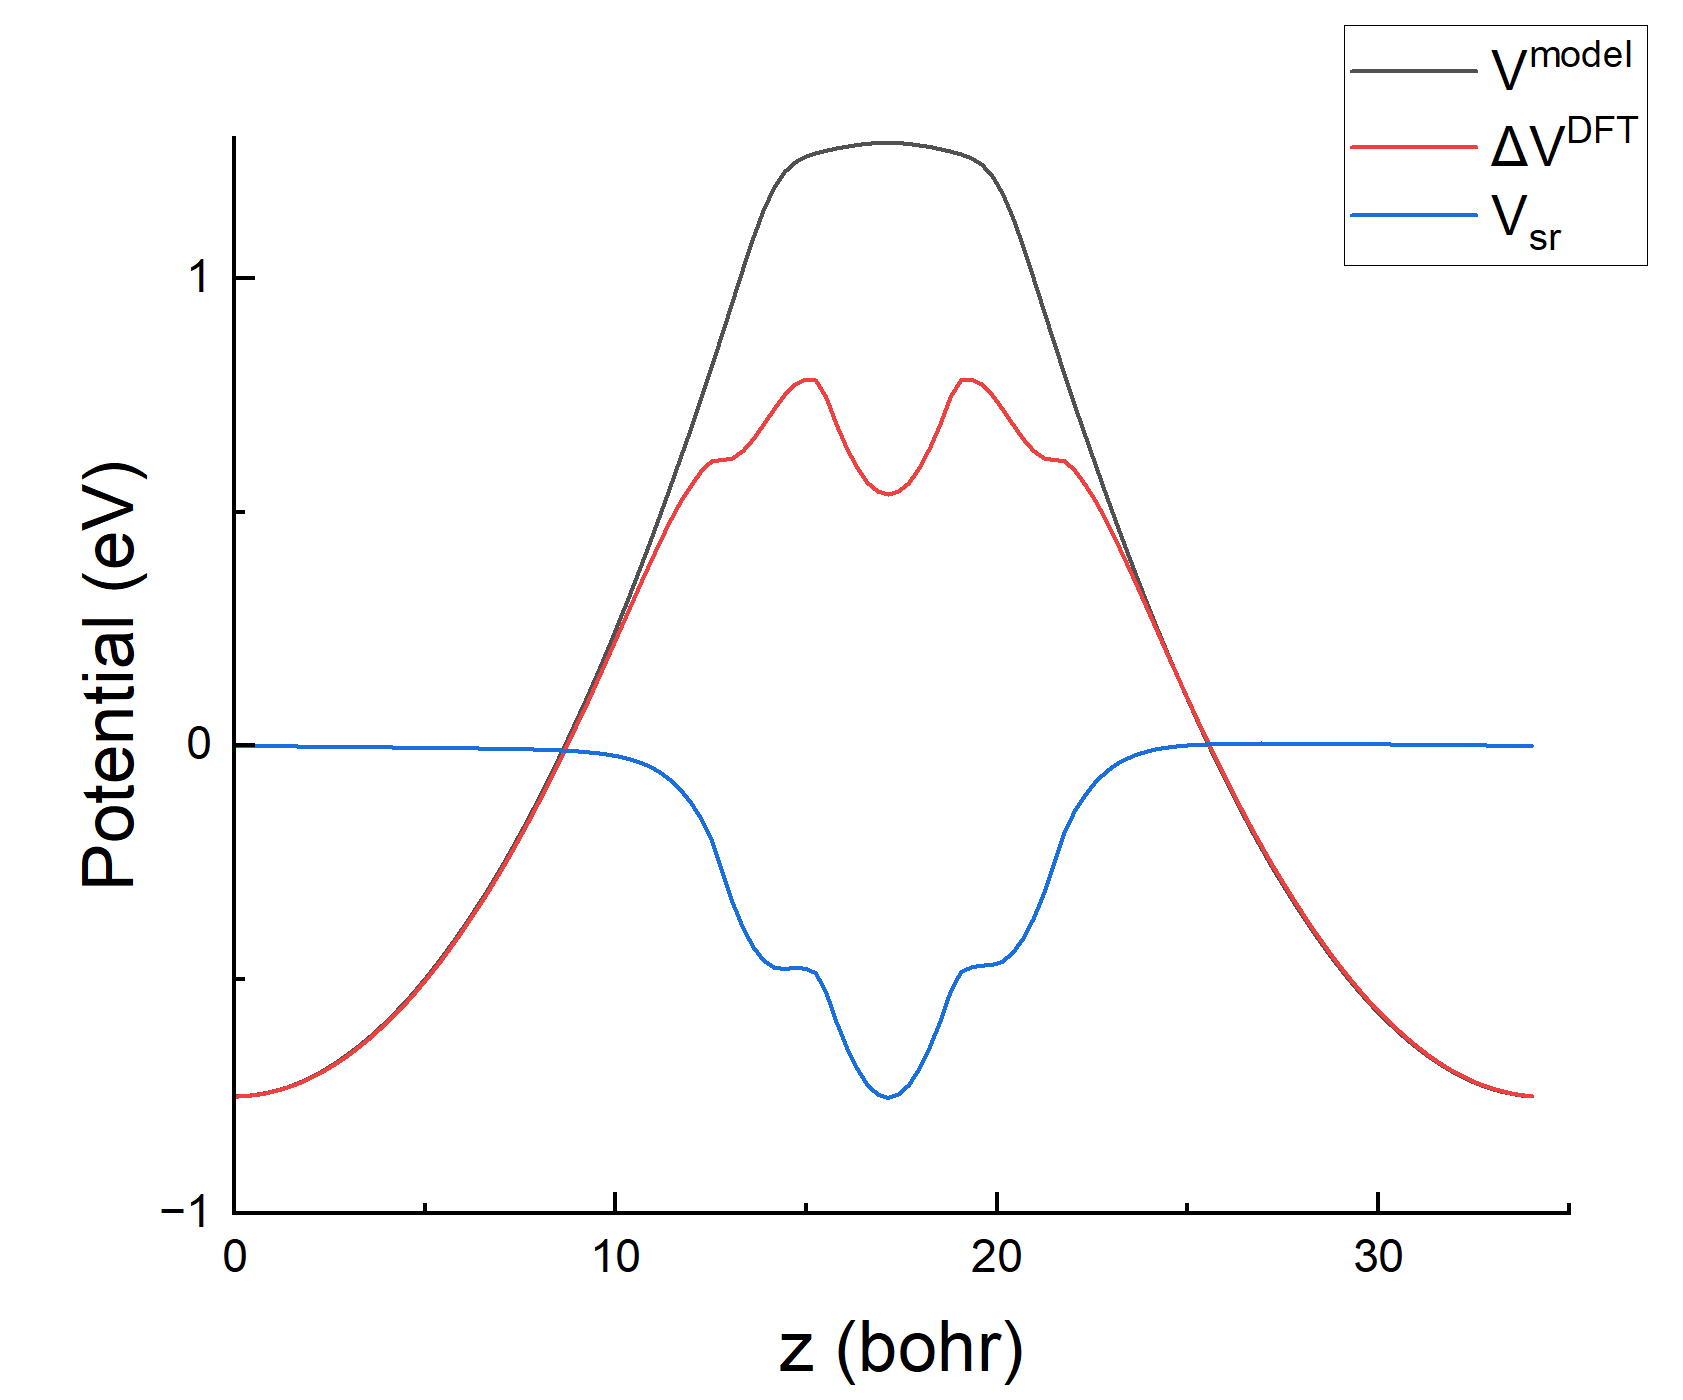 V^model
ΔV^DFT
V_sr
Potential (eV)
1
0
−1
0 10 20 30
z (bohr)